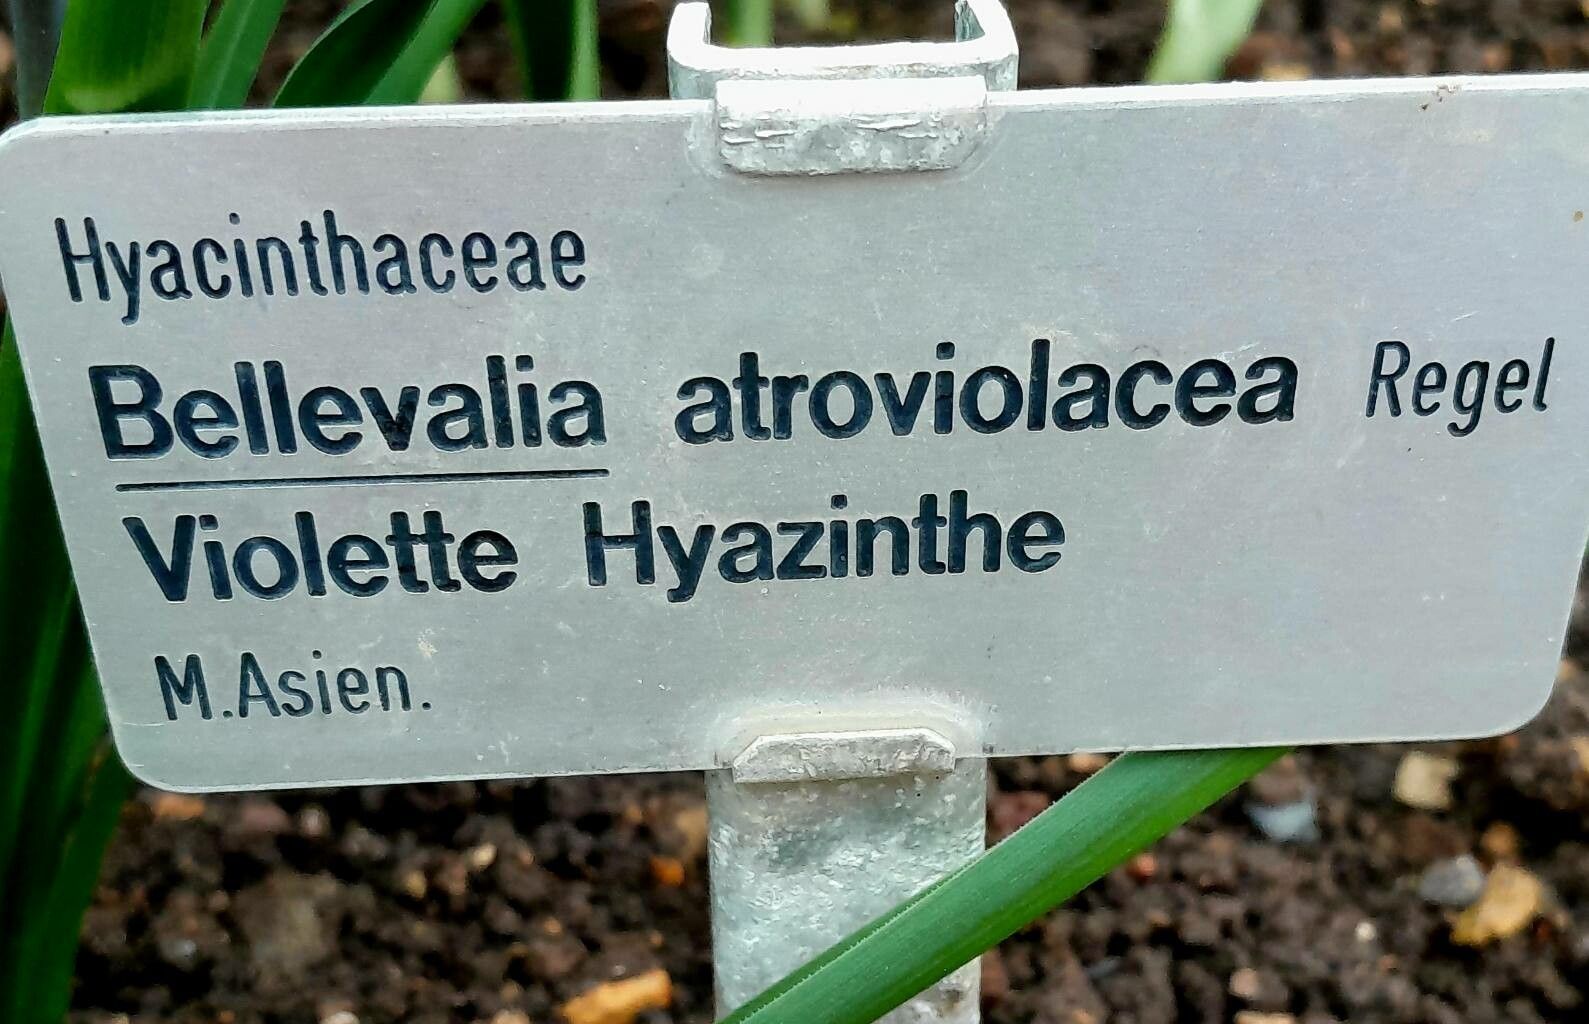 Hyacinthaceae
Bellevalia atroviolacea Regel
Violette Hyazinthe
M.Asien.